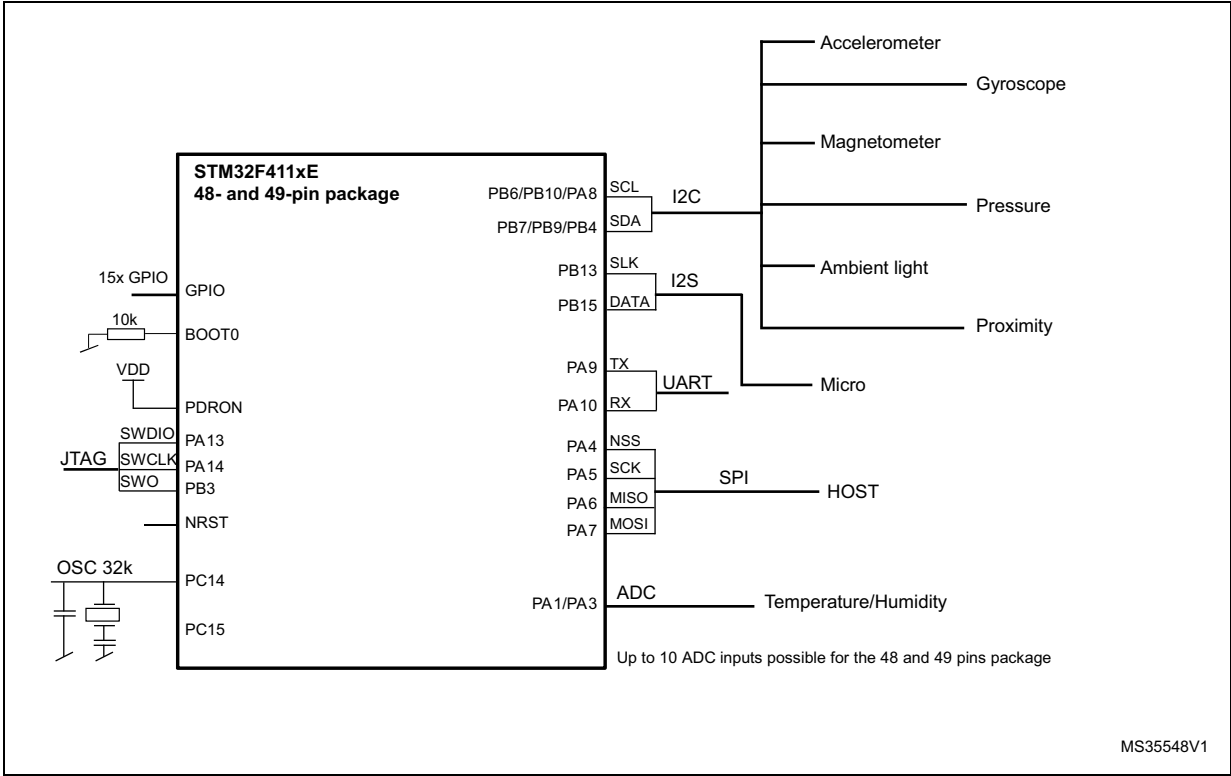 STM32F411xE
48- and 49-pin package
15x GPIO
GPIO
10k
BOOT0
VDD
PDRON
JTAG
SWDIO
PA13
SWCLK
PA14
SWO
PB3
NRST
OSC 32k
PC14
PC15
PB6/PB10/PA8
SCL
PB7/PB9/PB4
SDA
I2C
Accelerometer
Gyroscope
Magnetometer
Pressure
Ambient light
Proximity
PB13
SLK
PB15
DATA
I2S
Micro
PA9
TX
PA10
RX
UART
PA4
NSS
PA5
SCK
PA6
MISO
PA7
MOSI
SPI
HOST
PA1/PA3
ADC
Temperature/Humidity
Up to 10 ADC inputs possible for the 48 and 49 pins package
MS35548V1